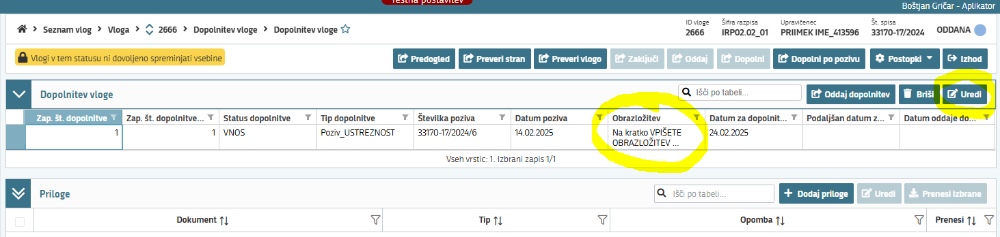 Testna postavitev
Boštjan Gričar - Aplikator
Seznam vlog > Vloga > 2666 > Dopolnitev vloge > Dopolnitev vloge
ID vloge
2666
Šifra razpisa
IRP02.02_01
Upravičenec
PRIIMEK IME_413596
Št. spisa
33170-17/2024
ODDANA
Vlogi v tem statusu ni dovoljeno spreminjati vsebine
Predogled Preveri stran Preveri vlogo Zaključi Oddaj Dopolni Dopolni po pozivu Postopki Izhod
Dopolnitev vloge Išči po tabeli... Oddaj dopolnitev Briši Uredi
Zap. št. dopolnitve Zap. št. dopolnitve... Status dopolnitve Tip dopolnitve Številka poziva Datum poziva Obrazložitev Datum za dopolnit... Podaljšan datum z... Datum oddaje do...
1 1 VNOS Poziv_USTREZNOST 33170-17/2024/6 14.02.2025 Na kratko VPIŠETE 24.02.2025
OBRAZLOŽITEV ...
Vseh vrstic: 1. Izbrani zapis 1/1
Priloge Išči po tabeli... Dodaj priloge Uredi Prenesi izbrane
Dokument Tip Opomba Prenesi